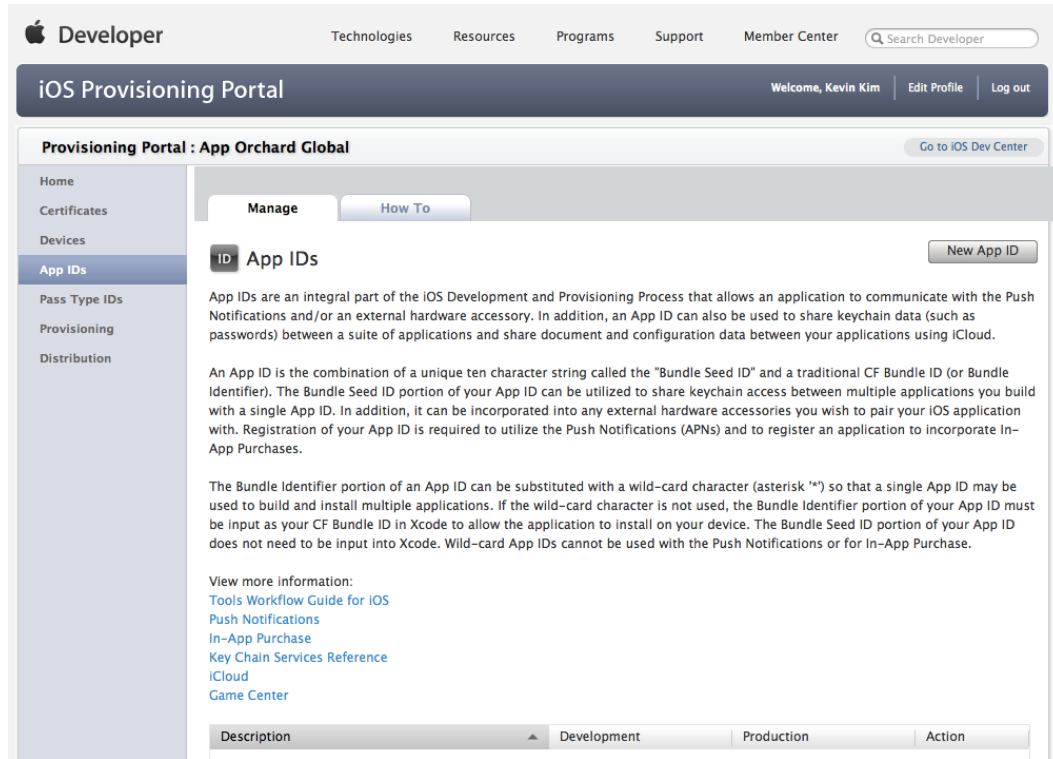 Developer
Technologies Resources Programs Support Member Center Search Developer
iOS Provisioning Portal
Welcome, Kevin Kim Edit Profile Log out
Provisioning Portal : App Orchard Global
Go to iOS Dev Center
Home
Certificates
Devices
App IDs
Pass Type IDs
Provisioning
Distribution
Manage How To
ID App IDs
New App ID
App IDs are an integral part of the iOS Development and Provisioning Process that allows an application to communicate with the Push
Notifications and/or an external hardware accessory. In addition, an App ID can also be used to share keychain data (such as
passwords) between a suite of applications and share document and configuration data between your applications using iCloud.
An App ID is the combination of a unique ten character string called the "Bundle Seed ID" and a traditional CF Bundle ID (or Bundle
Identifier). The Bundle Seed ID portion of your App ID can be utilized to share keychain access between multiple applications you build
with a single App ID. In addition, it can be incorporated into any external hardware accessories you wish to pair your iOS application
with. Registration of your App ID is required to utilize the Push Notifications (APNs) and to register an application to incorporate In-
App Purchases.
The Bundle Identifier portion of an App ID can be substituted with a wild-card character (asterisk '*') so that a single App ID may be
used to build and install multiple applications. If the wild-card character is not used, the Bundle Identifier portion of your App ID must
be input as your CF Bundle ID in Xcode to allow the application to install on your device. The Bundle Seed ID portion of your App ID
does not need to be input into Xcode. Wild-card App IDs cannot be used with the Push Notifications or for In-App Purchase.
View more information:
Tools Workflow Guide for iOS
Push Notifications
In-App Purchase
Key Chain Services Reference
iCloud
Game Center
Description Development Production Action